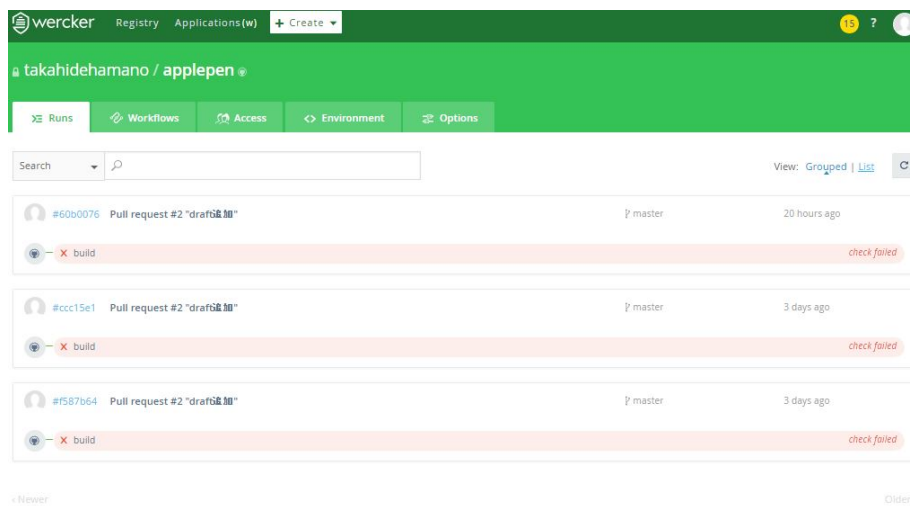 wercker Registry Applications(w) + Create 15 ?
takahidehamano / applepen
Runs Workflows Access Environment Options
Search View: Grouped | List
#60b0076 Pull request #2 "draft追加" master 20 hours ago
build check failed
#ccc15e1 Pull request #2 "draft追加" master 3 days ago
build check failed
#f587b64 Pull request #2 "draft追加" master 3 days ago
build check failed
‹ Newer Older